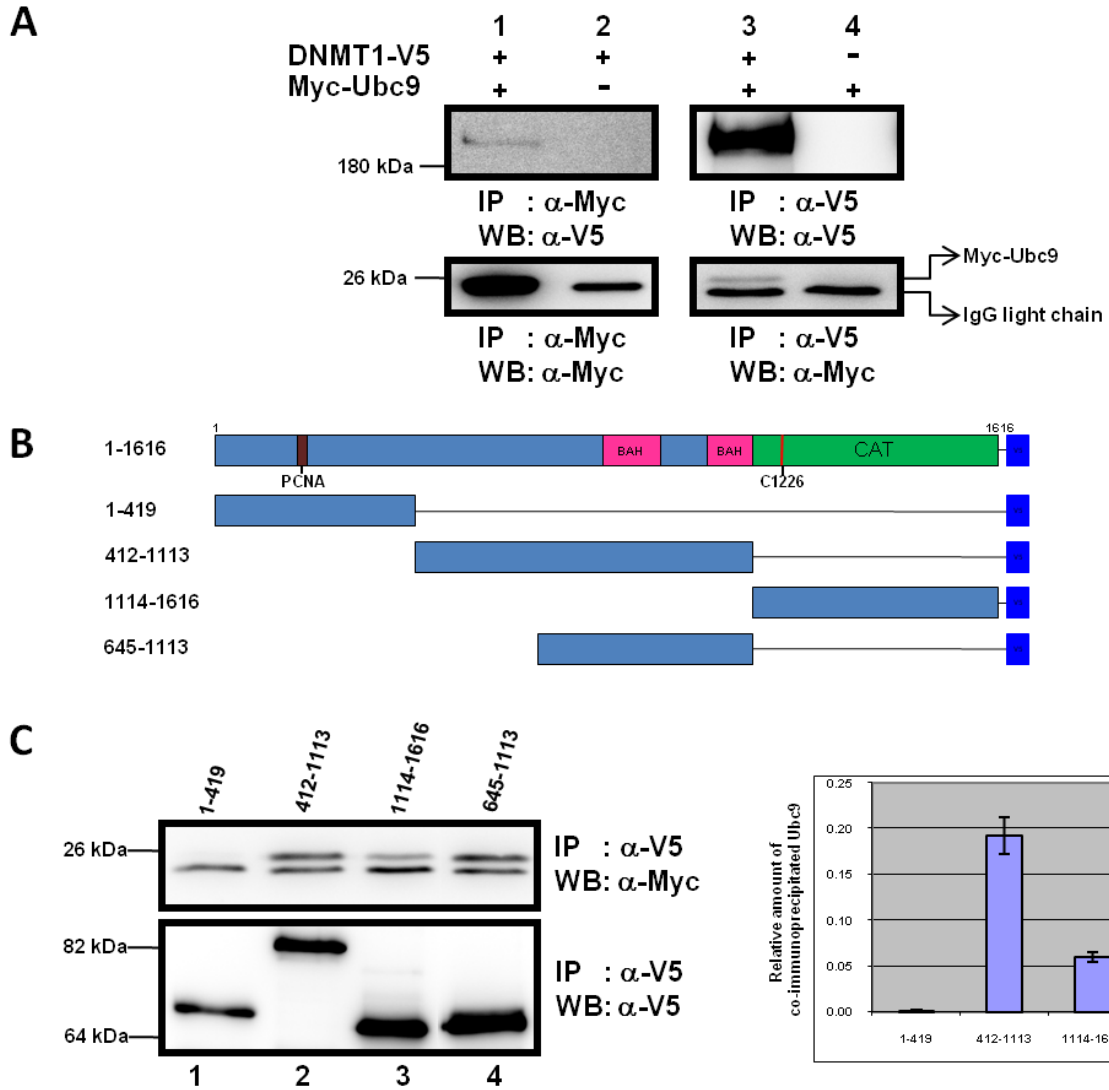 A
1 2 3 4
DNMT1-V5 + + + -
Myc-Ubc9 + - + +
180 kDa
IP : α-Myc
WB: α-V5
IP : α-V5
WB: α-V5
26 kDa
Myc-Ubc9
IgG light chain
IP : α-Myc
WB: α-Myc
IP : α-V5
WB: α-Myc
B
1 1616
1-1616 BAH BAH CAT
PCNA C1226
1-419
412-1113
1114-1616
645-1113
C
1-419 412-1113 1114-1616 645-1113
26 kDa
IP : α-V5
WB: α-Myc
82 kDa
64 kDa
IP : α-V5
WB: α-V5
1 2 3 4
Relative amount of
co-immunoprecipitated Ubc9
0.25
0.20
0.15
0.10
0.05
0.00
1-419 412-1113 1114-16